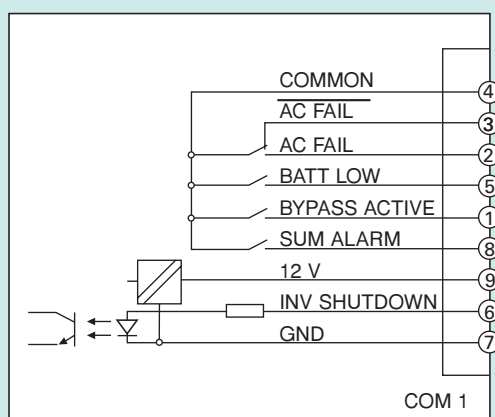 COMMON 4
AC FAIL 3
AC FAIL 2
BATT LOW 5
BYPASS ACTIVE 1
SUM ALARM 8
12 V 9
INV SHUTDOWN 6
GND 7
COM 1